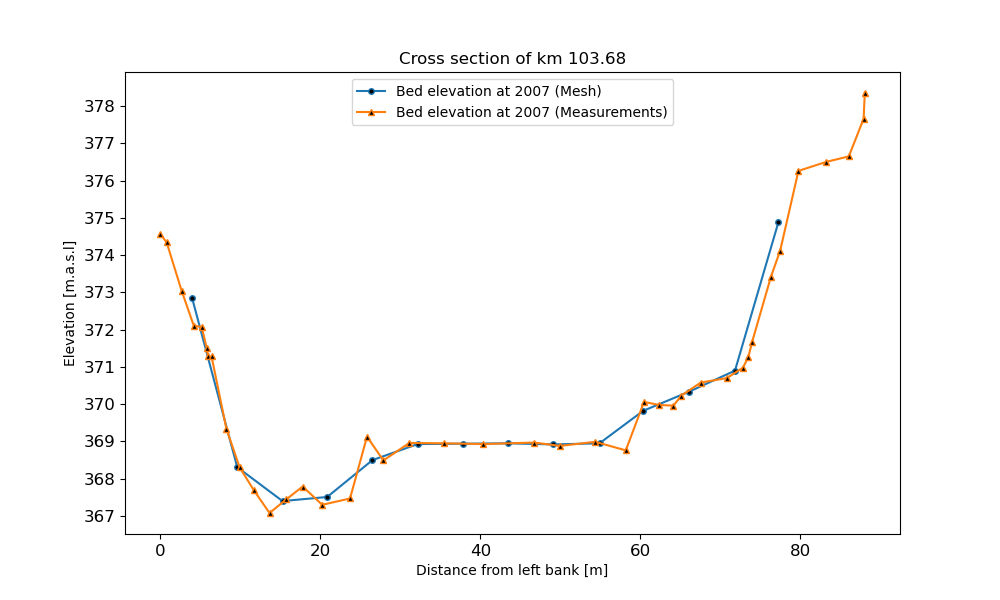 Cross section of km 103.68
Bed elevation at 2007 (Mesh)
Bed elevation at 2007 (Measurements)
378
377
376
375
374
373
372
371
370
369
368
367
Elevation [m.a.s.l]
0 20 40 60 80
Distance from left bank [m]